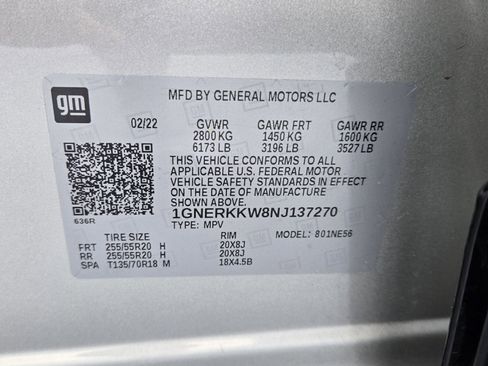 gm
MFD BY GENERAL MOTORS LLC
02/22 GVWR GAWR FRT GAWR RR
2800 KG 1450 KG 1600 KG
6173 LB 3196 LB 3527 LB
THIS VEHICLE CONFORMS TO ALL
APPLICABLE U.S. FEDERAL MOTOR
VEHICLE SAFETY STANDARDS IN EFFECT
ON THE DATE OF MANUFACTURE
SHOWN ABOVE.
1GNERKKW8NJ137270
636R TYPE: MPV MODEL: 801NE56
TIRE SIZE RIM
FRT 255/55R20 H 20X8J
RR 255/55R20 H 20X8J
SPA T135/70R18 M 18X4.5B